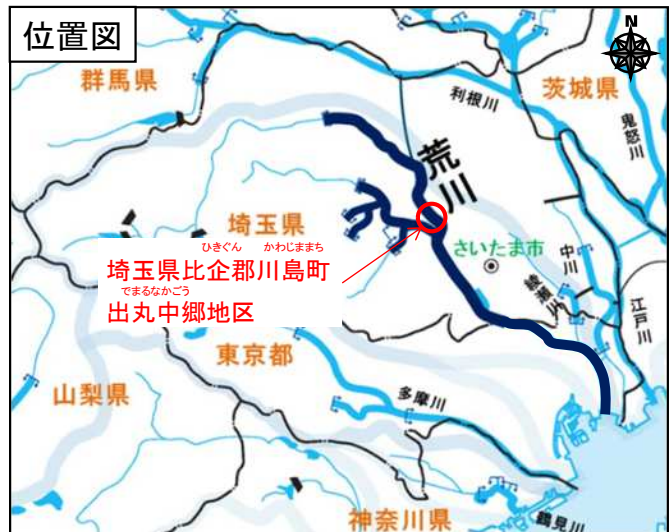 位置図
N
群馬県
利根川
茨城県
鬼怒川
荒川
埼玉県
ひきぐん かわじままち
埼玉県比企郡川島町
でまるなかごう
出丸中郷地区
さいたま市
中川
綾瀬川
江戸川
東京都
山梨県
多摩川
神奈川県
鶴見川